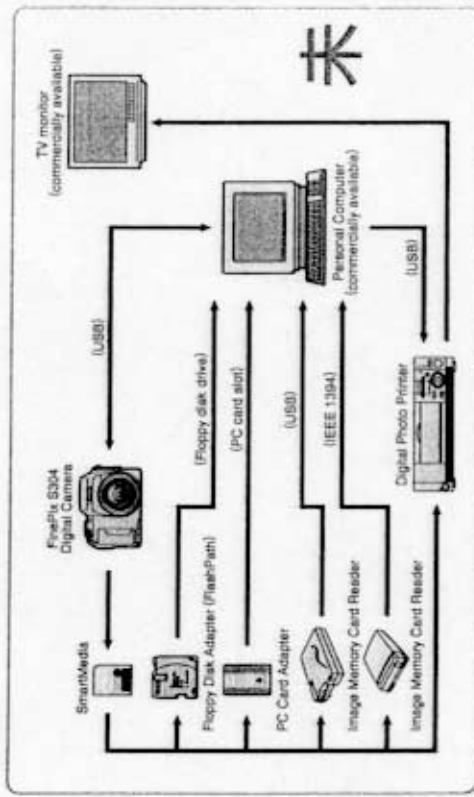 TV monitor
(commercially available)
FinePix S304
Digital Camera
(USB)
SmartMedia
(Floppy disk drive)
Floppy Disk Adapter (FlashPath)
(PC card slot)
PC Card Adapter
Personal Computer
(commercially available)
(USB)
Image Memory Card Reader
(IEEE 1394)
Image Memory Card Reader
(USB)
Digital Photo Printer